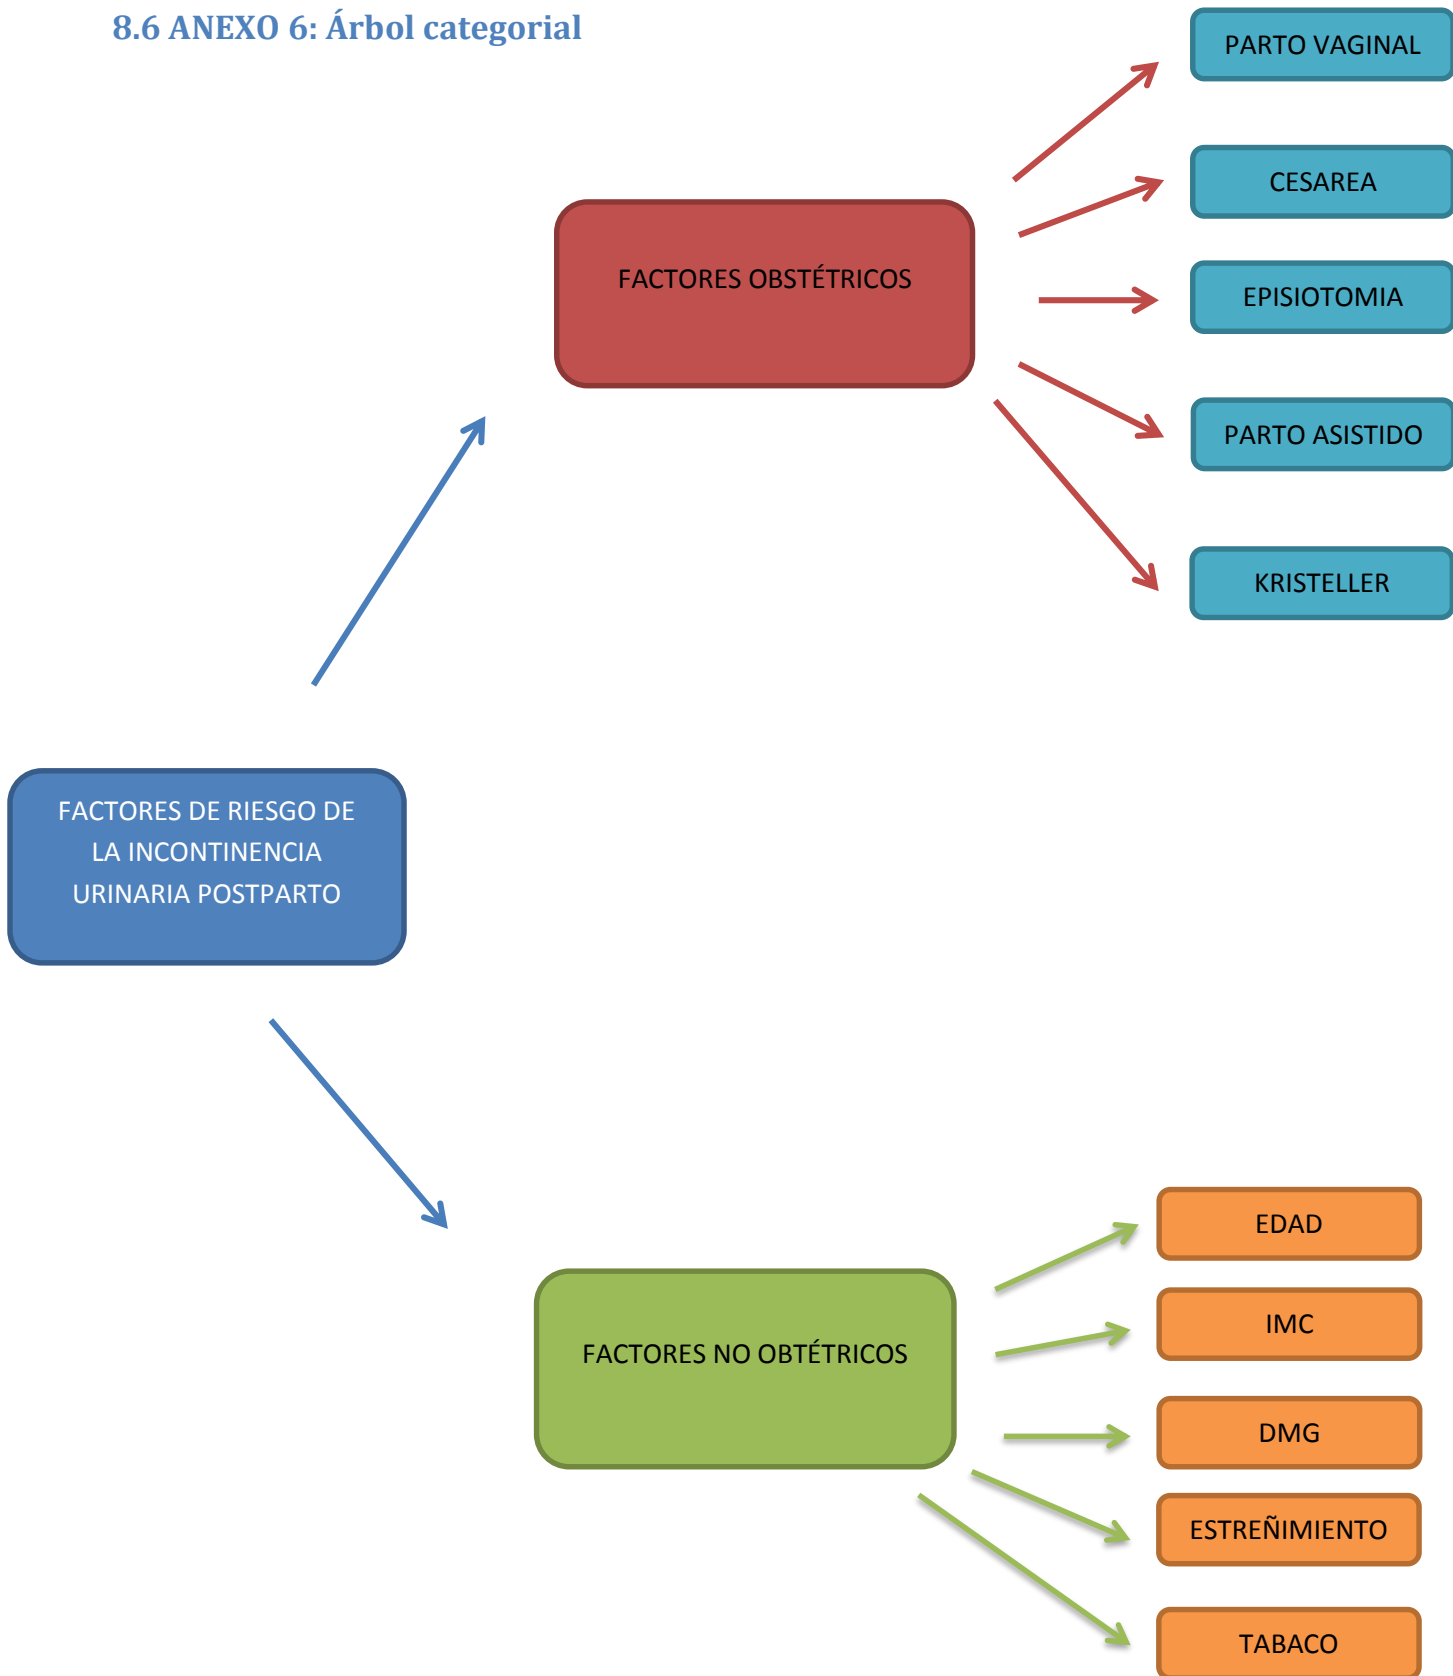 8.6 ANEXO 6: Árbol categorial
PARTO VAGINAL
CESAREA
FACTORES OBSTÉTRICOS
EPISIOTOMIA
PARTO ASISTIDO
KRISTELLER
FACTORES DE RIESGO DE
LA INCONTINENCIA
URINARIA POSTPARTO
EDAD
IMC
FACTORES NO OBTÉTRICOS
DMG
ESTREÑIMIENTO
TABACO